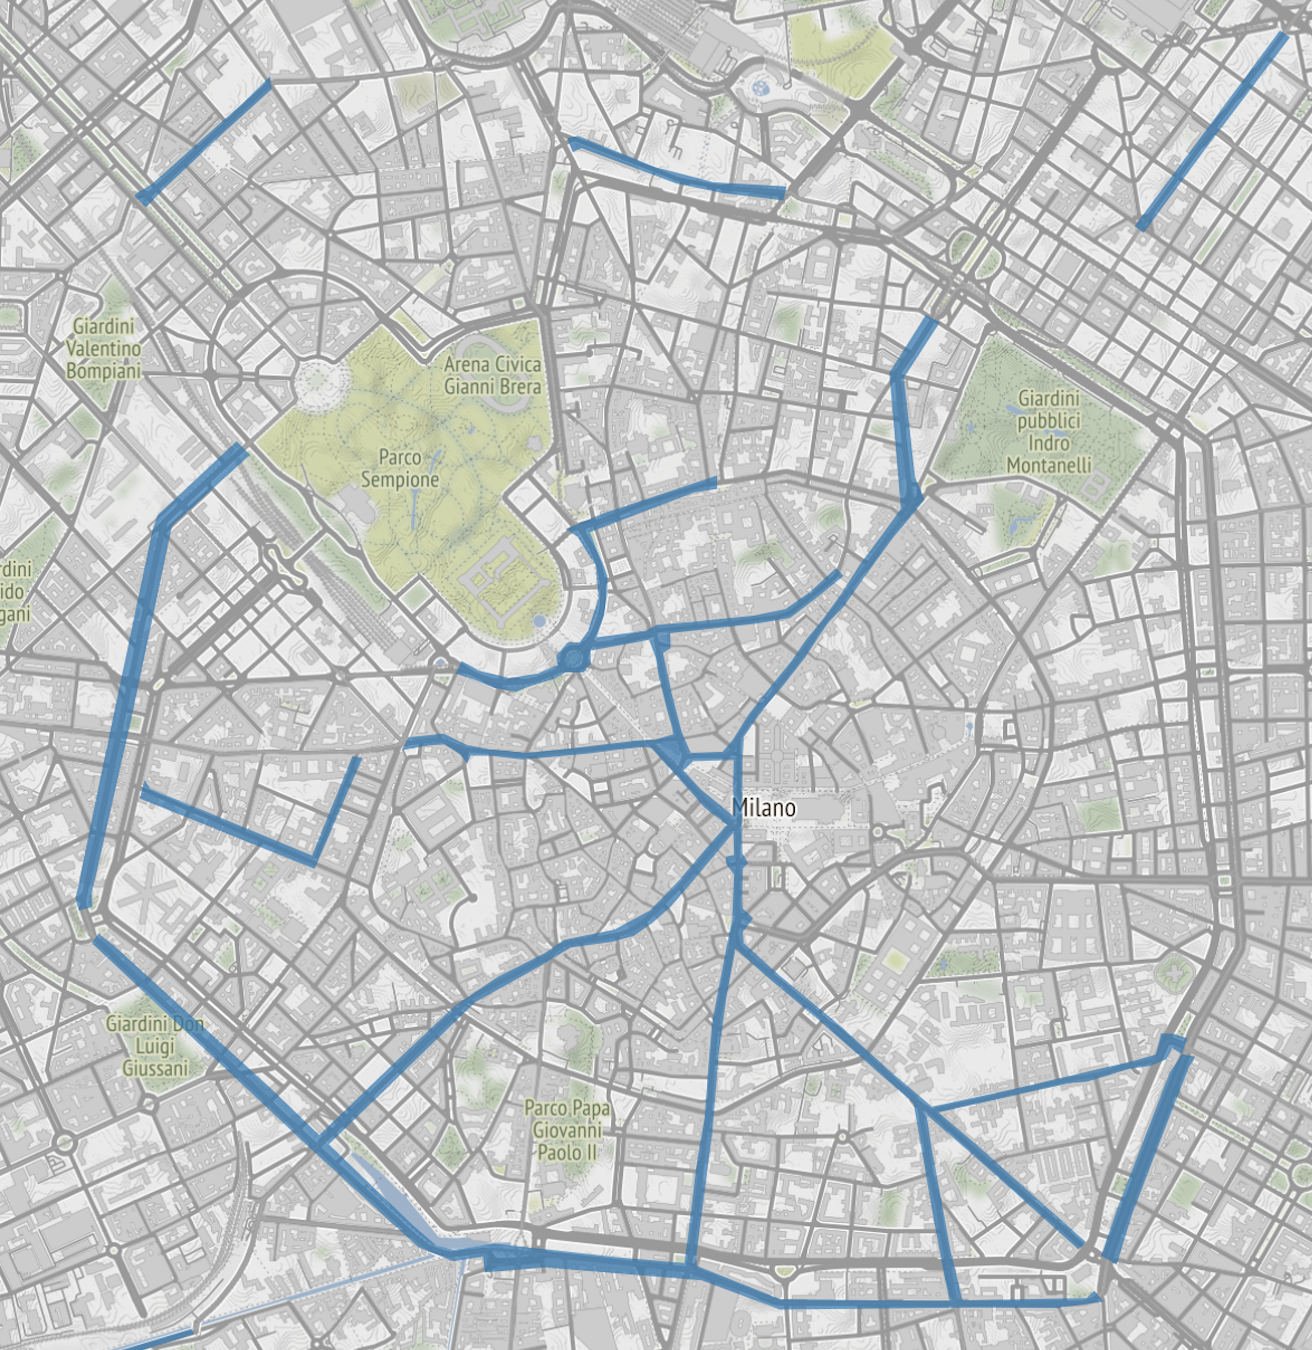 Giardini
Valentino
Bompiani
Arena Civica
Gianni Brera
Giardini
pubblici
Indro
Montanelli
Parco
Sempione
rdini
ido
gani
Milano
Giardini Don
Luigi
Giussani
Parco Papa
Giovanni
Paolo II